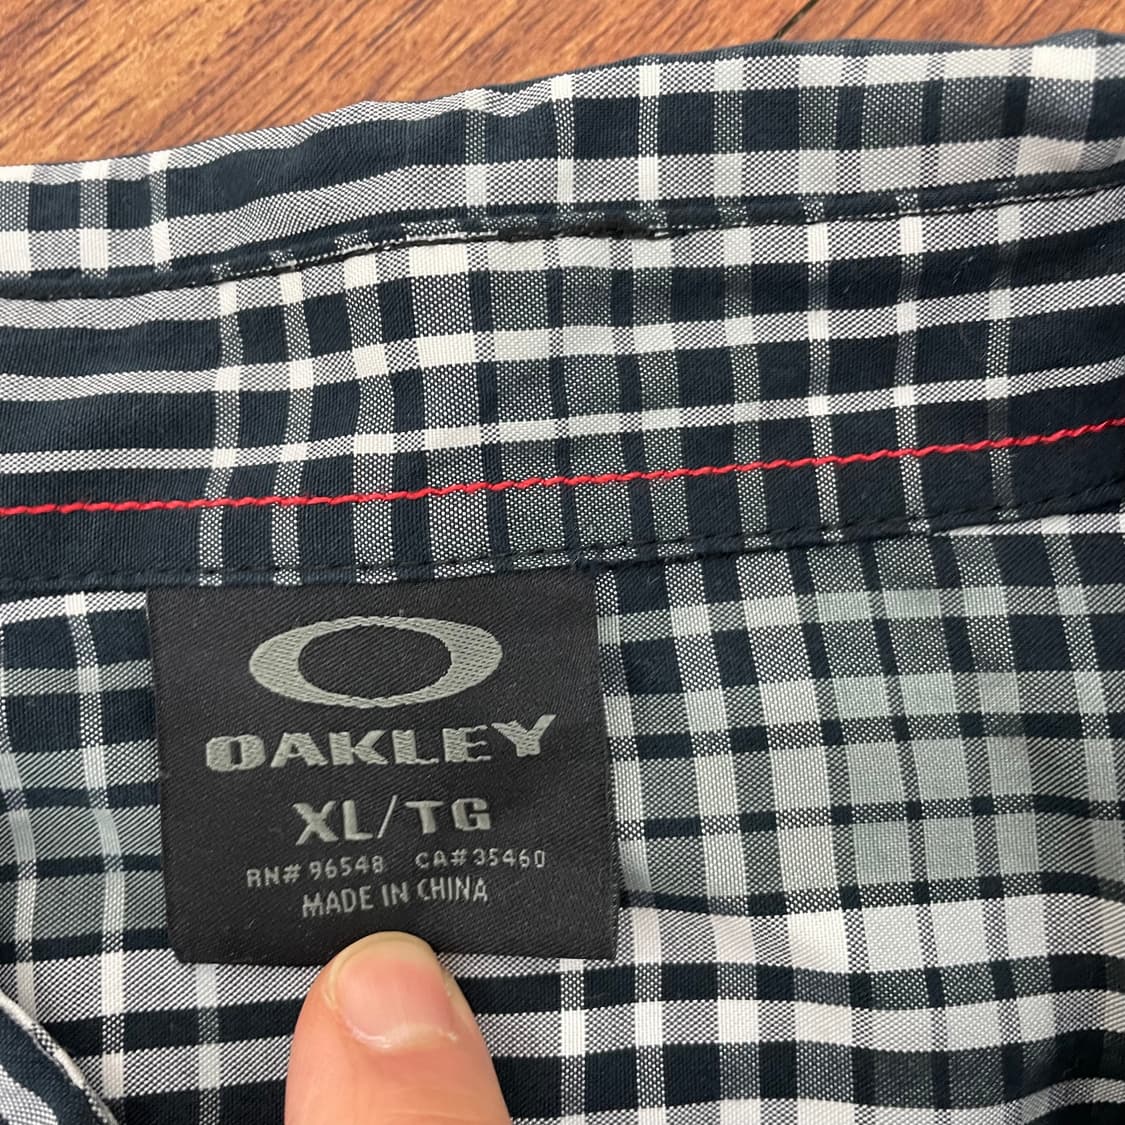 OAKLEY
XL/TG
RN# 96548 CA# 35460
MADE IN CHINA